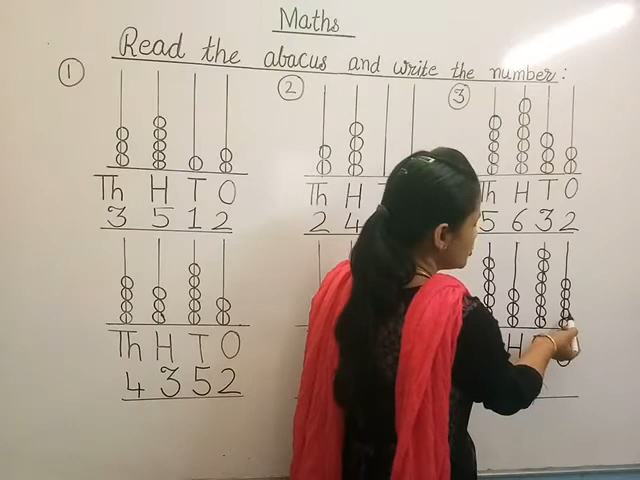 Maths
Read the abacus and write the number:
1 2 3
Th H T O Th H Th H T O
3 5 1 2 2 4 5 6 3 2
Th H T O H
4 3 5 2